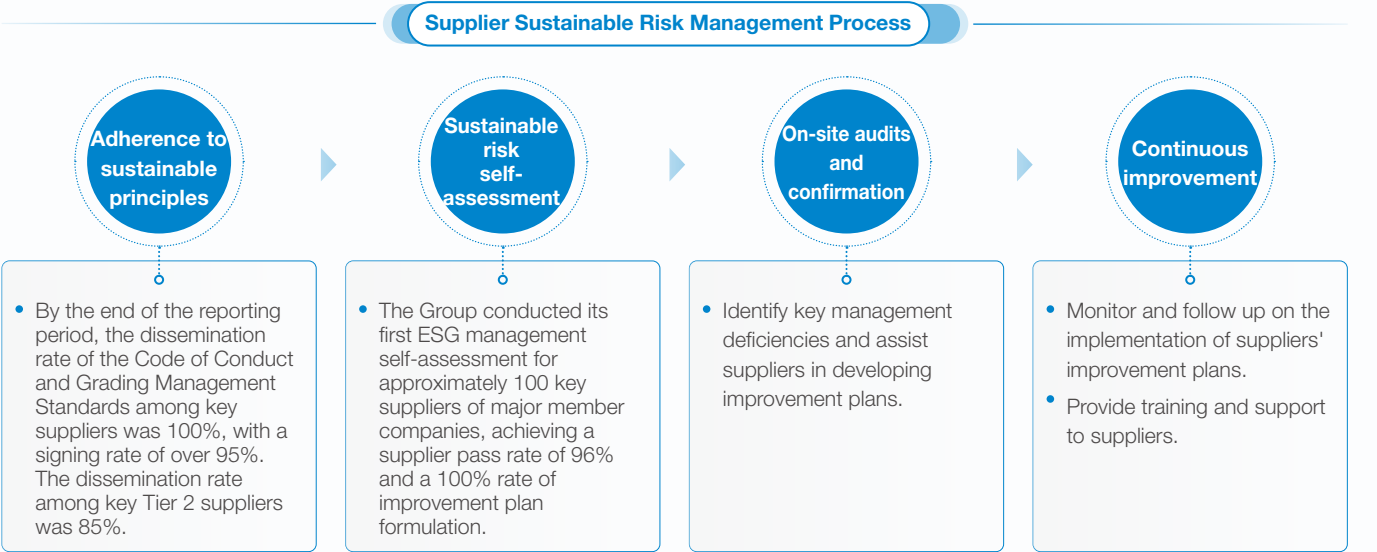 Supplier Sustainable Risk Management Process
Adherence to
sustainable
principles
Sustainable
risk
self-
assessment
On-site audits
and
confirmation
Continuous
improvement
• By the end of the reporting
period, the dissemination
rate of the Code of Conduct
and Grading Management
Standards among key
suppliers was 100%, with a
signing rate of over 95%.
The dissemination rate
among key Tier 2 suppliers
was 85%.
• The Group conducted its
first ESG management
self-assessment for
approximately 100 key
suppliers of major member
companies, achieving a
supplier pass rate of 96%
and a 100% rate of
improvement plan
formulation.
• Identify key management
deficiencies and assist
suppliers in developing
improvement plans.
• Monitor and follow up on the
implementation of suppliers'
improvement plans.
• Provide training and support
to suppliers.